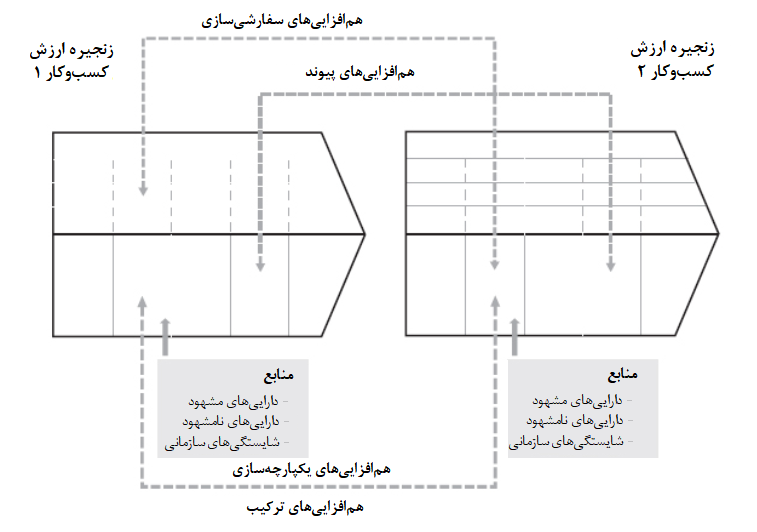 هم‌افزایی‌های سفارشی‌سازی
زنجیره ارزش
کسب‌وکار ۲
زنجیره ارزش
کسب‌وکار ۱
هم‌افزایی‌های پیوند
منابع
- دارایی‌های مشهود
- دارایی‌های نامشهود
- شایستگی‌های سازمانی
منابع
- دارایی‌های مشهود
- دارایی‌های نامشهود
- شایستگی‌های سازمانی
هم‌افزایی‌های یکپارچه‌سازی
هم‌افزایی‌های ترکیب